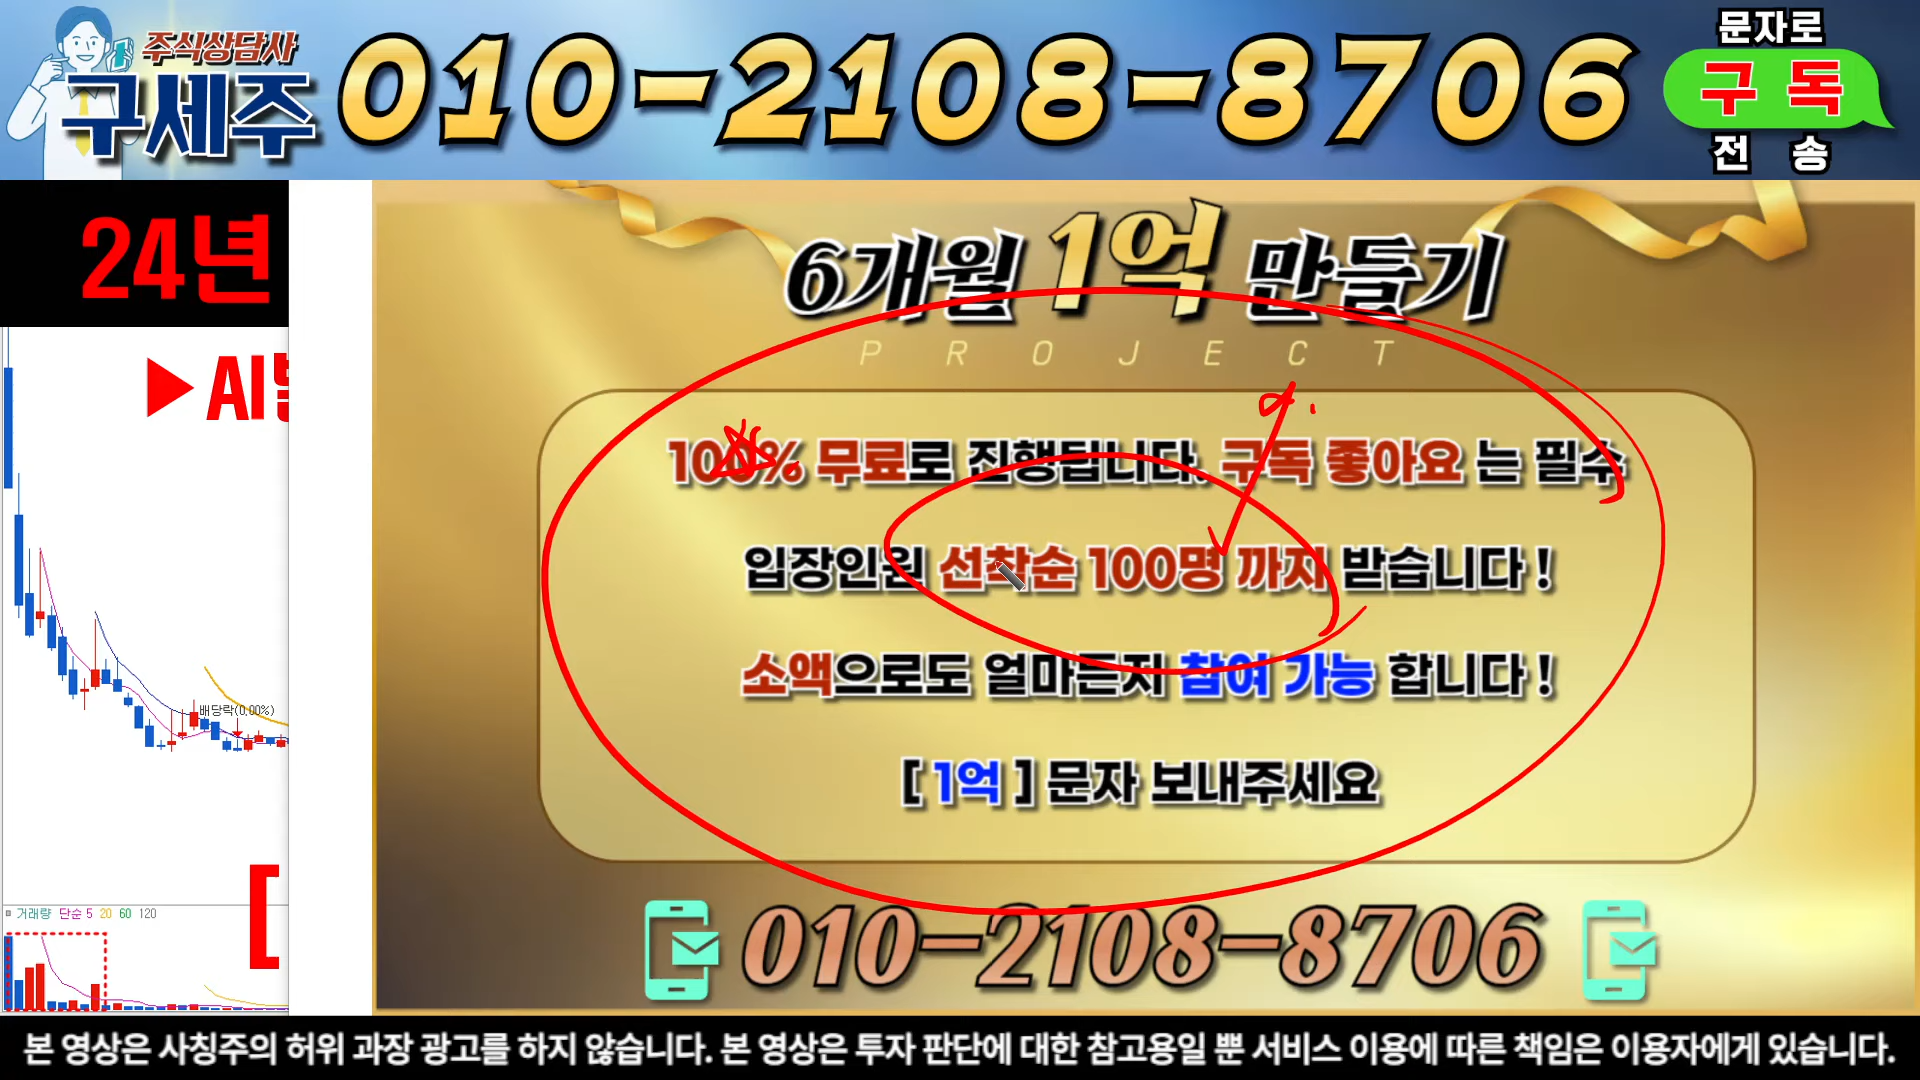 주식상담사
구세주
010-2108-8706
문자로
구독
전송
24년
▶AI
6개월 1억 만들기
PROJECT
100% 무료로 진행됩니다. 구독 좋아요 는 필수
입장인원 선착순 100명 까지 받습니다!
소액으로도 얼마든지 참여 가능 합니다!
[ 1억 ] 문자 보내주세요
010-2108-8706
배당락(0,00%)
거래량 단순 5 20 60 120
[
본 영상은 사칭주의 허위 과장 광고를 하지 않습니다. 본 영상은 투자 판단에 대한 참고용일 뿐 서비스 이용에 따른 책임은 이용자에게 있습니다.